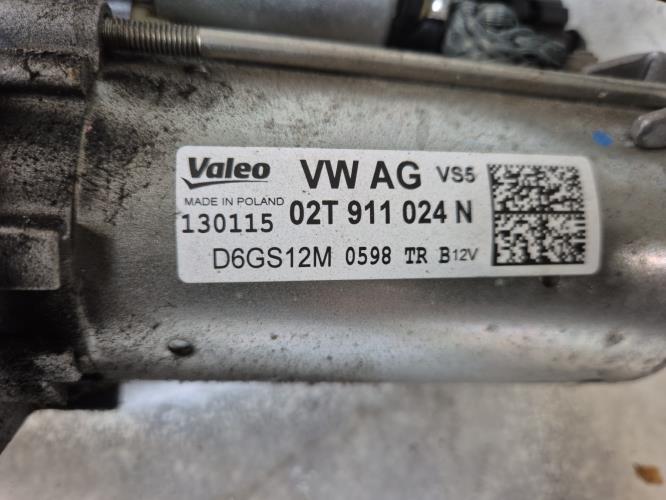 Valeo VW AG VS5
MADE IN POLAND
130115 02T 911 024 N
D6GS12M 0598 TR B12V